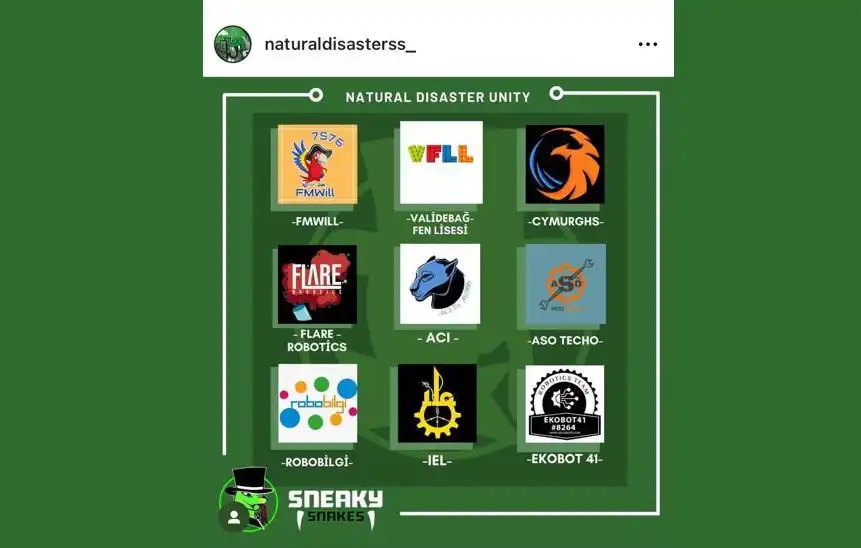 naturaldisasterss_
NATURAL DISASTER UNITY
7576
FMWill
-FMWILL-
VFLL
-VALİDEBAĞ-
FEN LİSESİ
-CYMURGHS-
FLARE
ROBOTICS
- FLARE -
ROBOTİCS
- ACI -
ASO
-ASO TECHO-
robobilgi
-ROBOBİLGİ-
-IEL-
ROBOTICS TEAM
EKOBOT41
#8264
-EKOBOT 41-
SNEAKY
SNAKES